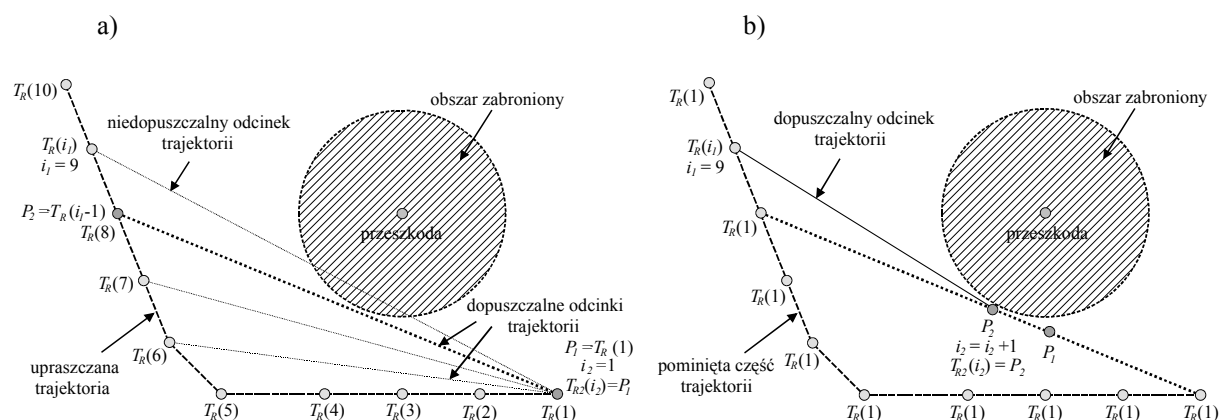 a)
T_R(10)
niedopuszczalny odcinek
trajektorii
obszar zabroniony
T_R(i_1)
i_1 = 9
P_2 =T_R(i_1-1)
T_R(8)
przeszkoda
T_R(7)
dopuszczalne odcinki
trajektorii
T_R(6)
upraszczana
trajektoria
P_1 =T_R (1)
i_2 =1
T_R2(i_2)=P_1
T_R(5)
T_R(4)
T_R(3)
T_R(2)
T_R(1)
b)
T_R(1)
dopuszczalny odcinek
trajektorii
obszar zabroniony
T_R(i_1)
i_1 = 9
T_R(1)
przeszkoda
T_R(1)
P_2
i_2 = i_2 +1
T_R2(i_2) = P_2
P_1
T_R(1)
pominięta część
trajektorii
T_R(1)
T_R(1)
T_R(1)
T_R(1)
T_R(1)